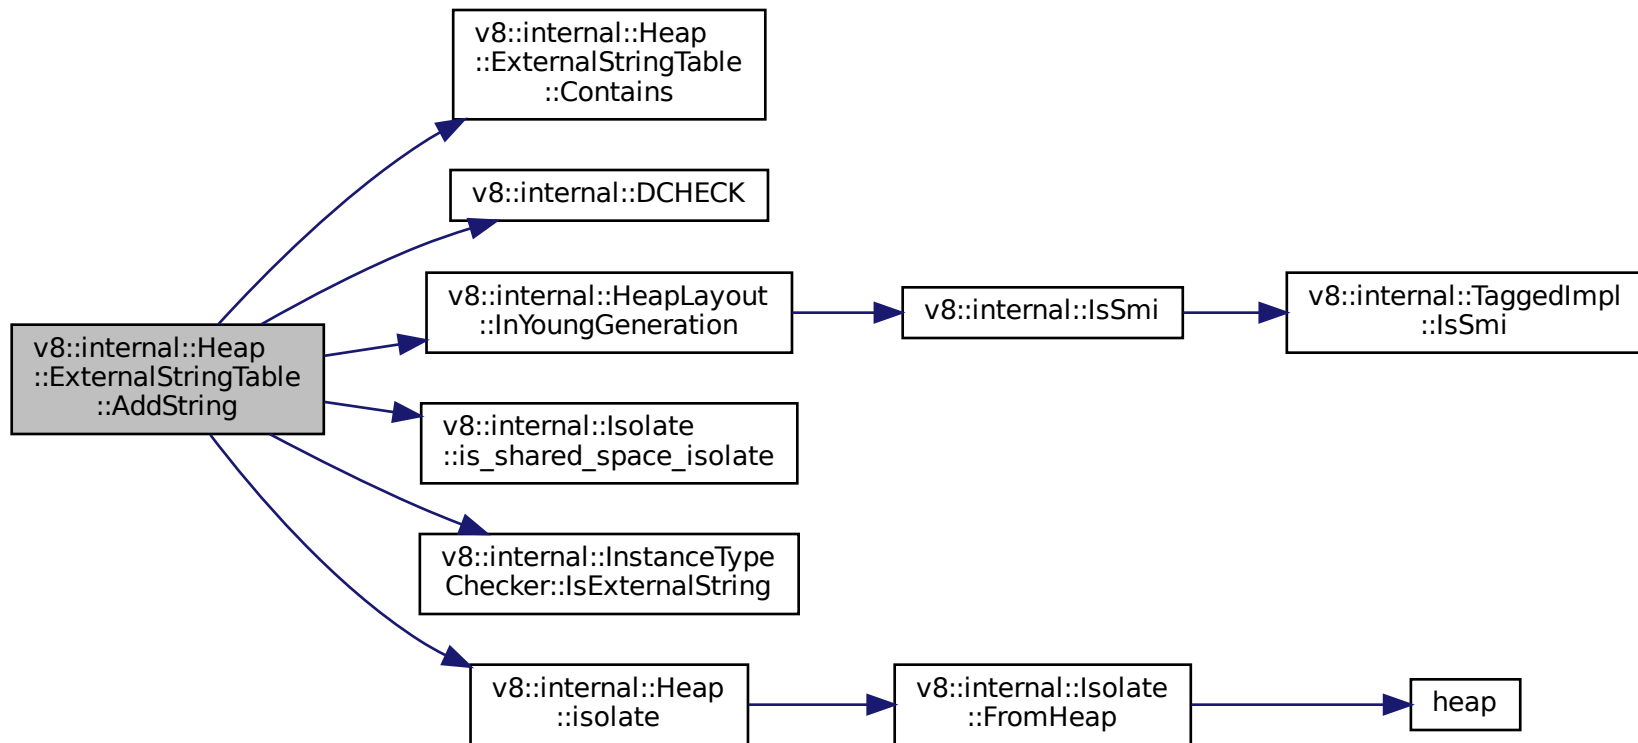 v8::internal::Heap
::ExternalStringTable
::Contains
v8::internal::DCHECK
v8::internal::HeapLayout
::InYoungGeneration
v8::internal::IsSmi
v8::internal::TaggedImpl
::IsSmi
v8::internal::Heap
::ExternalStringTable
::AddString
v8::internal::Isolate
::is_shared_space_isolate
v8::internal::InstanceType
Checker::IsExternalString
v8::internal::Heap
::isolate
v8::internal::Isolate
::FromHeap
heap